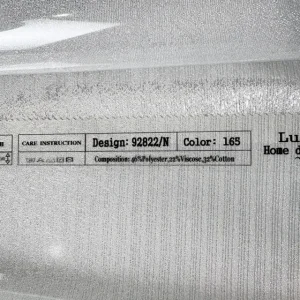 CARE INSTRUCTION
Design: 92822/N
Color: 165
Composition: 46%Polyester,22%Viscose,32%Cotton
Lu
Home d